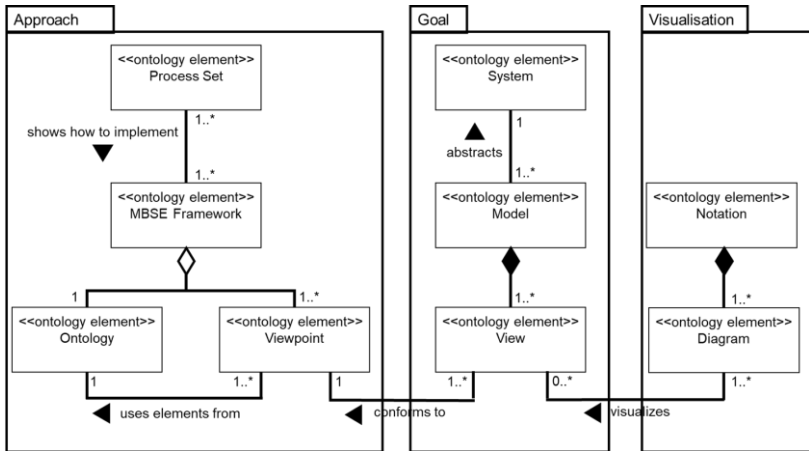 Approach
<<ontology element>>
Process Set
1..*
shows how to implement
1..*
<<ontology element>>
MBSE Framework
1
1..*
<<ontology element>>
Ontology
<<ontology element>>
Viewpoint
1
1..*
1
uses elements from
Goal
<<ontology element>>
System
1
abstracts
1..*
<<ontology element>>
Model
1..*
<<ontology element>>
View
1..*
0..*
conforms to
Visualisation
<<ontology element>>
Notation
1..*
<<ontology element>>
Diagram
1..*
visualizes